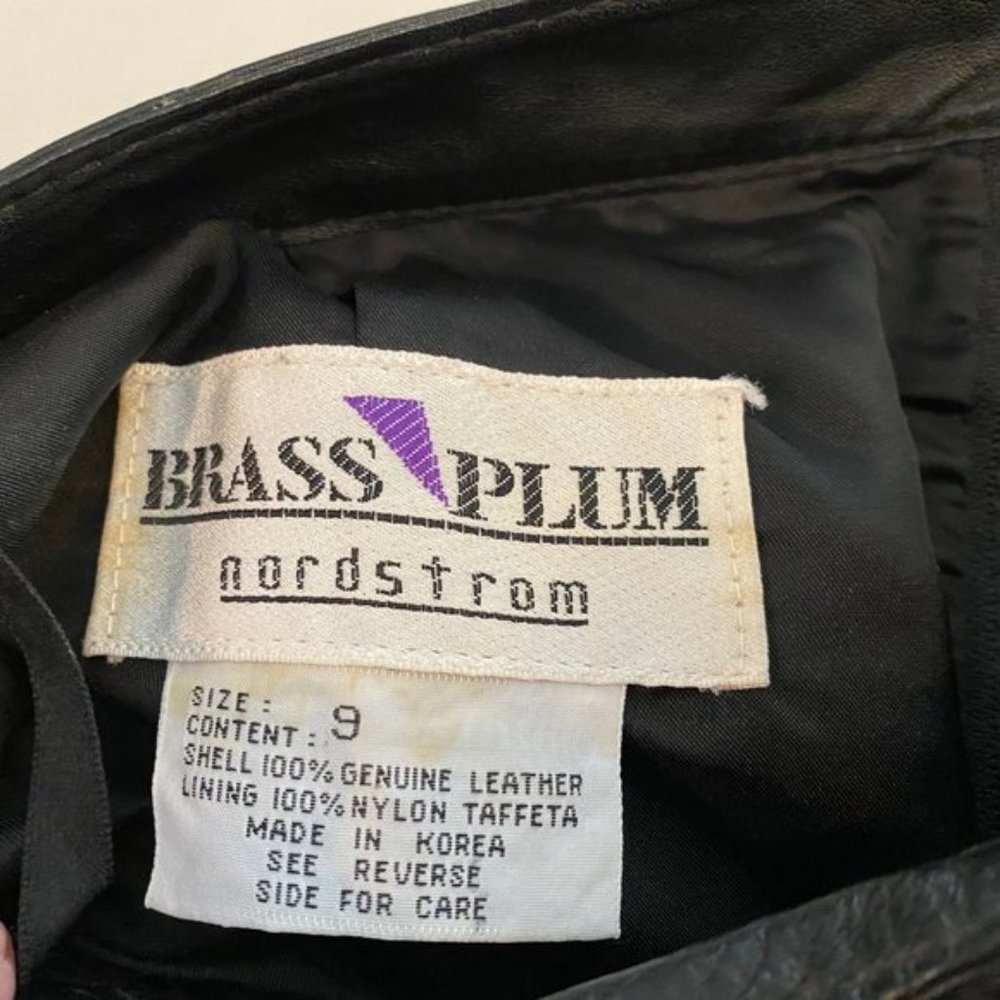 BRASS PLUM
nordstrom
SIZE : 9
CONTENT :
SHELL 100% GENUINE LEATHER
LINING 100% NYLON TAFFETA
MADE IN KOREA
SEE REVERSE
SIDE FOR CARE